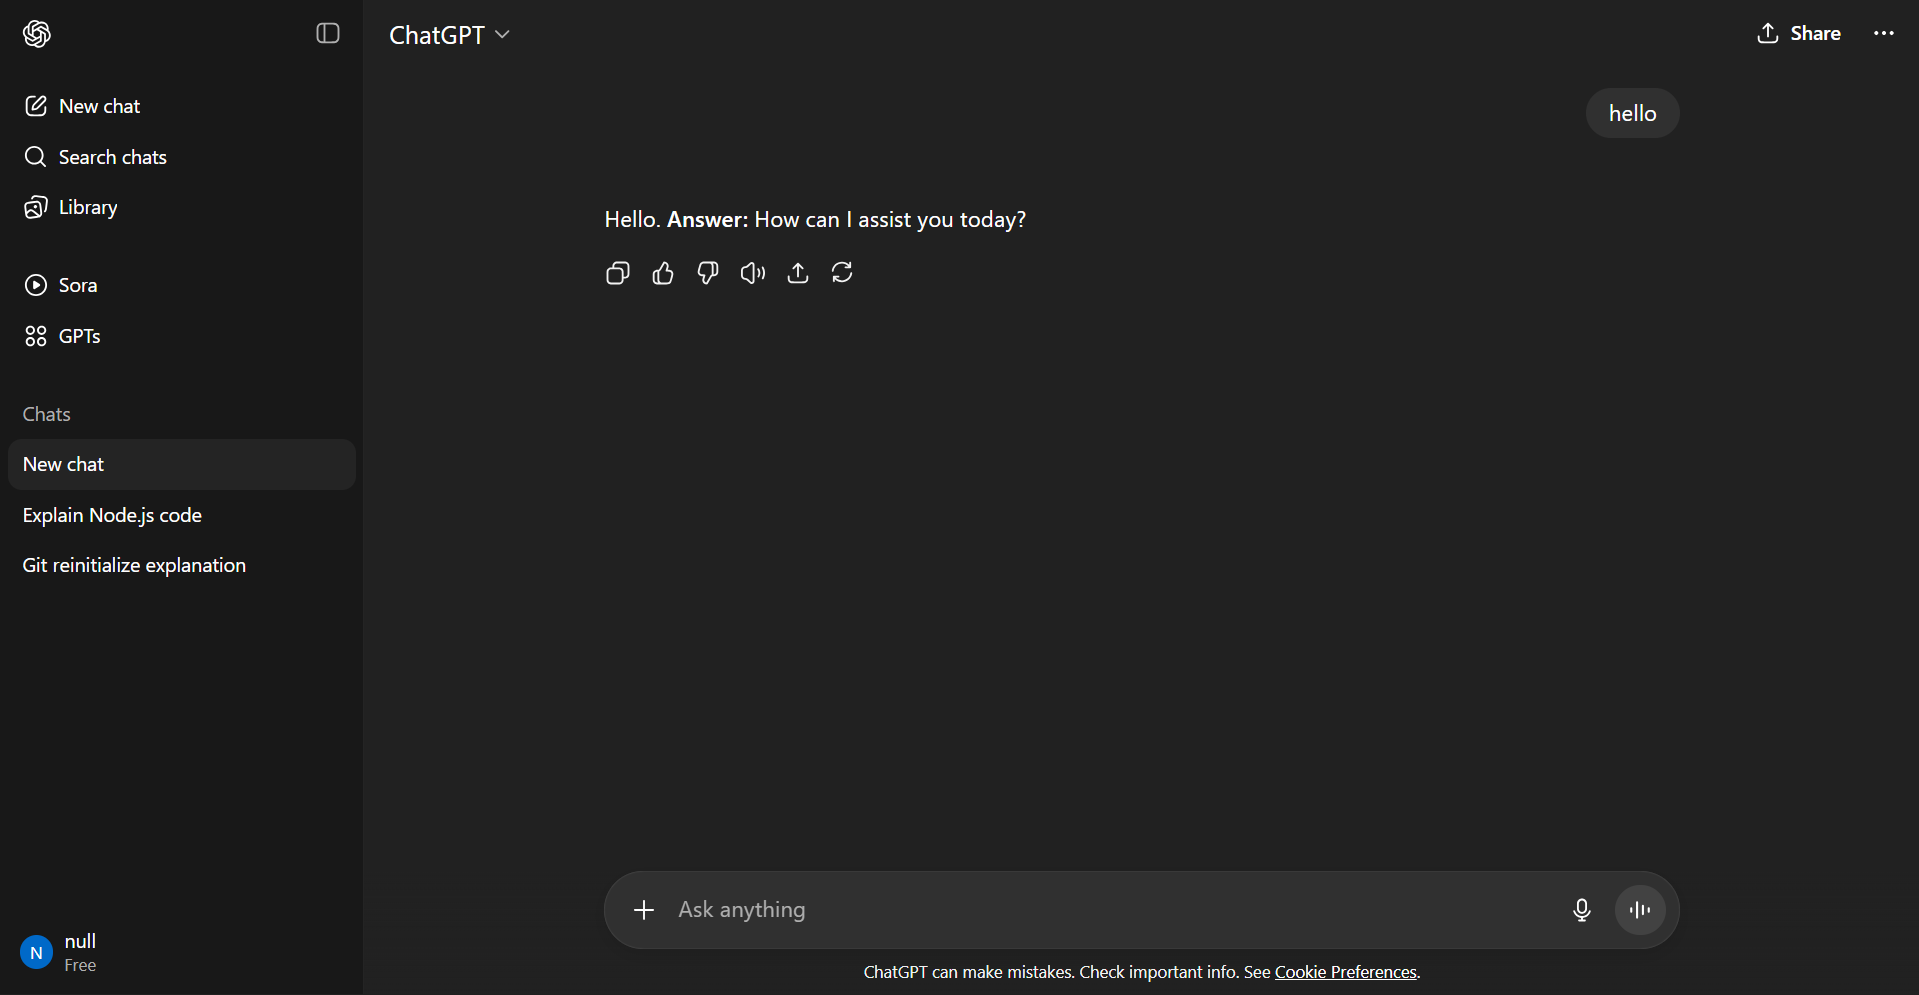 ChatGPT
Share
New chat
Search chats
Library
Sora
GPTs
Chats
New chat
Explain Node.js code
Git reinitialize explanation
N
null
Free
hello
Hello. Answer: How can I assist you today?
Ask anything
ChatGPT can make mistakes. Check important info. See Cookie Preferences.